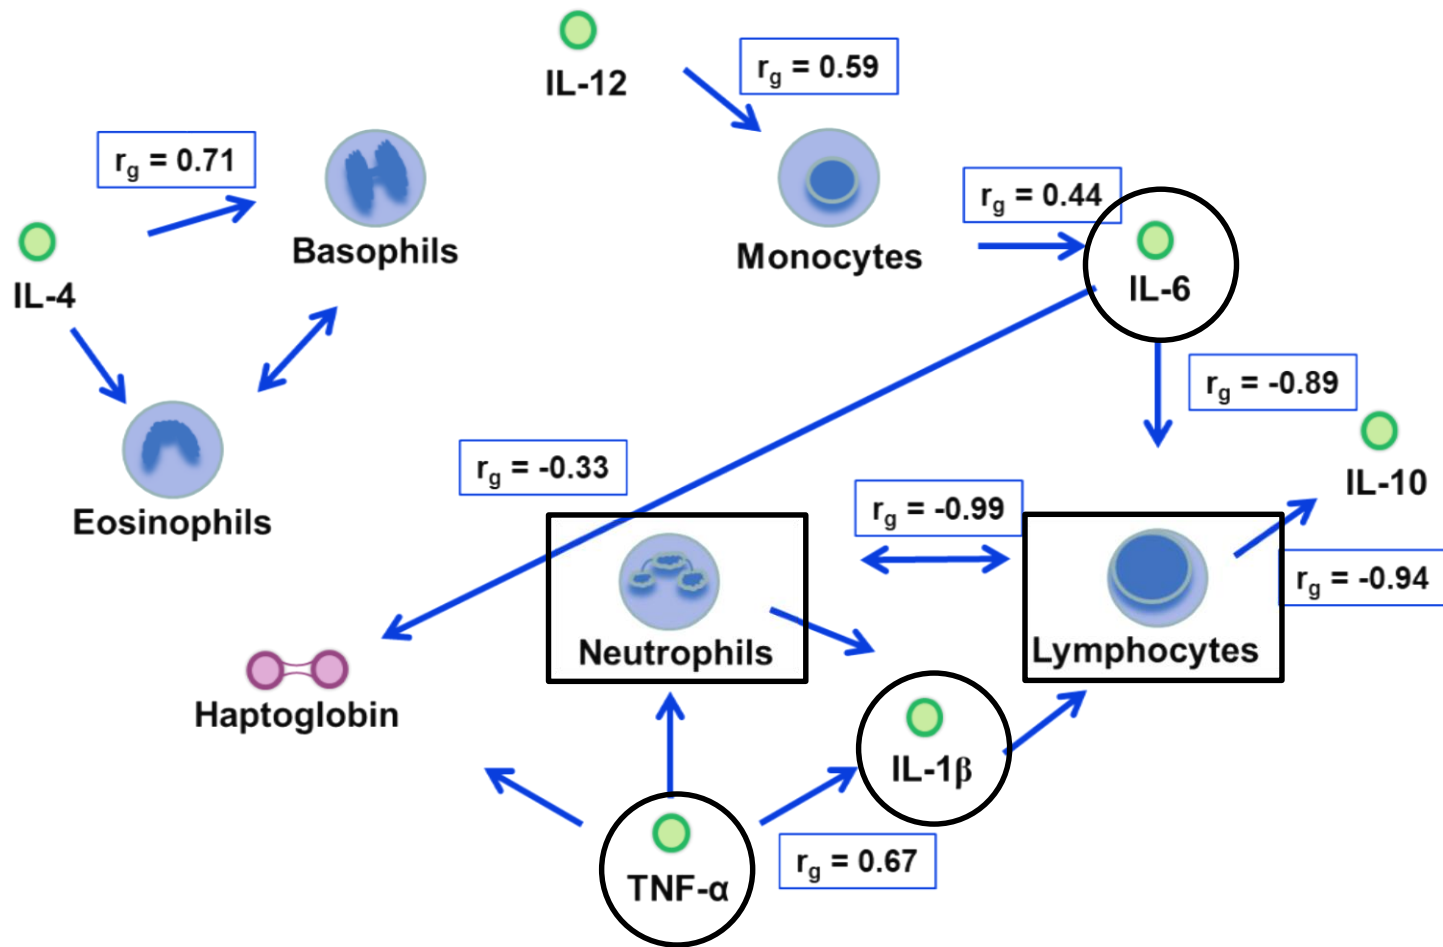 IL-12
rg = 0.59
rg = 0.71
Basophils
Monocytes
rg = 0.44
IL-6
IL-4
Eosinophils
rg = -0.33
rg = -0.89
IL-10
rg = -0.99
rg = -0.94
Neutrophils
Lymphocytes
Haptoglobin
IL-1β
TNF-α
rg = 0.67